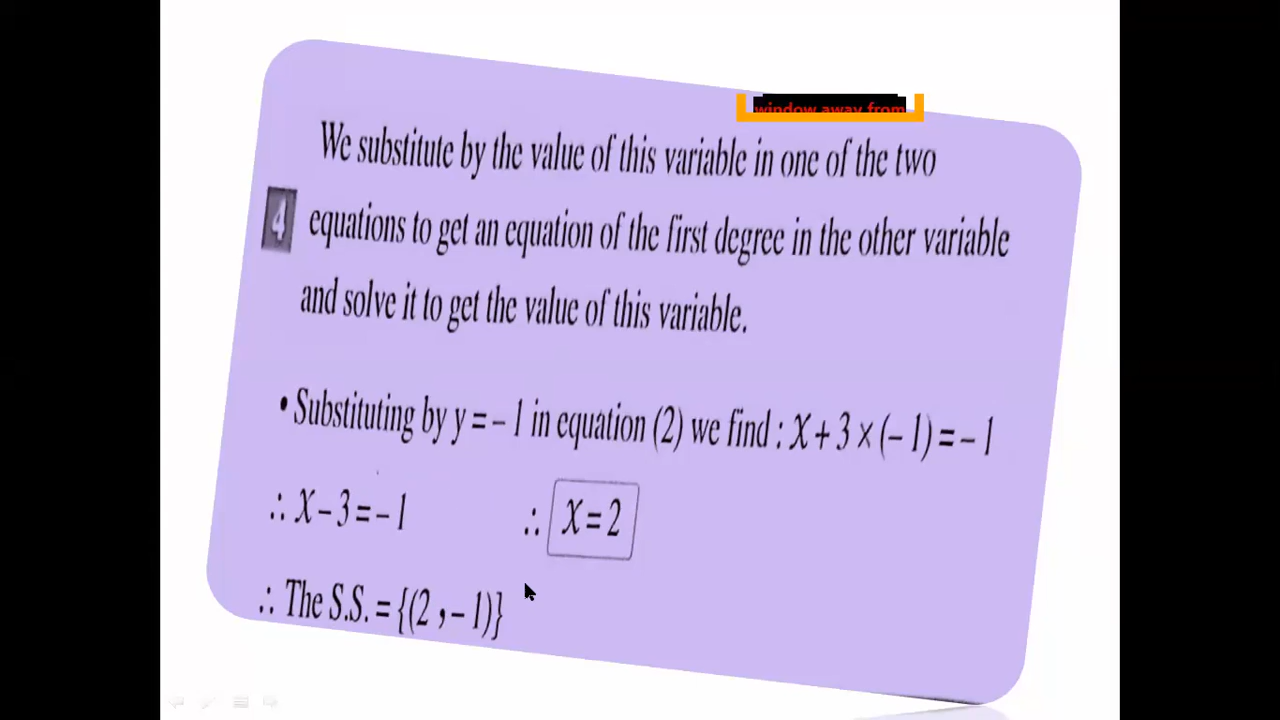 window away from
We substitute by the value of this variable in one of the two
4
equations to get an equation of the first degree in the other variable
and solve it to get the value of this variable.
• Substituting by y = – 1 in equation (2) we find : X + 3 × (– 1) = – 1
∴ X – 3 = – 1 ∴ X = 2
∴ The S.S. = {(2 , – 1)}